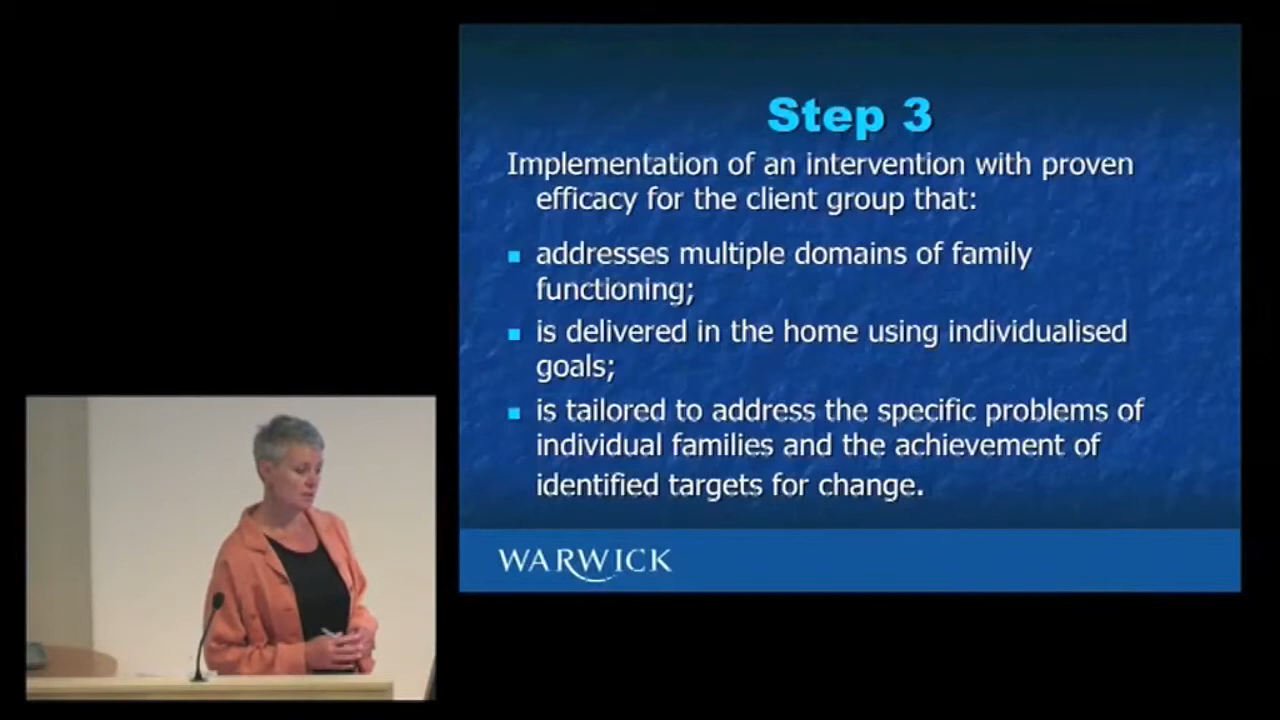 Step 3
Implementation of an intervention with proven
efficacy for the client group that:
addresses multiple domains of family
functioning;
is delivered in the home using individualised
goals;
is tailored to address the specific problems of
individual families and the achievement of
identified targets for change.
WARWICK